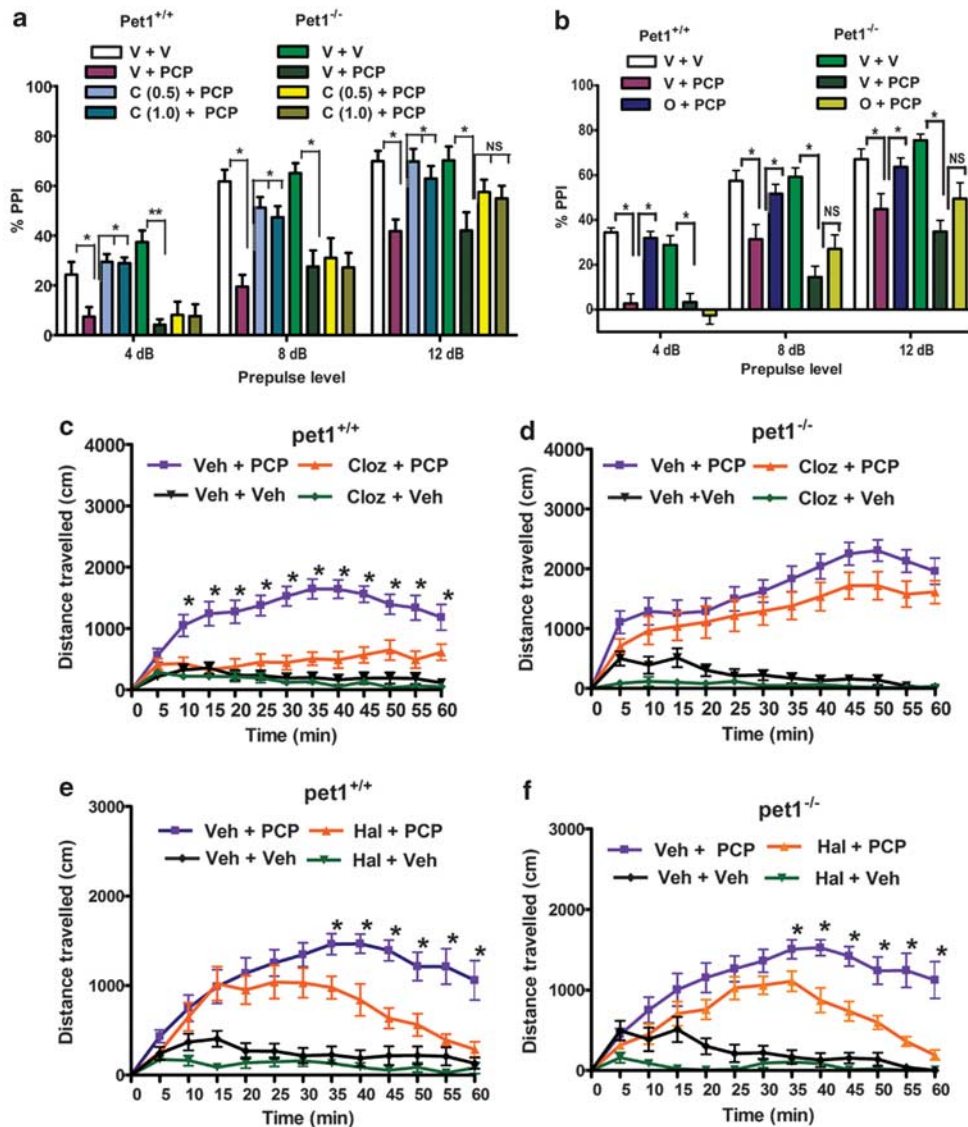 a
Pet1+/+ Pet1-/-
V + V V + V
V + PCP V + PCP
C (0.5) + PCP C (0.5) + PCP
C (1.0) + PCP C (1.0) + PCP
% PPI
100
80
60
40
20
0
* * ** * * * * * * NS
4 dB 8 dB 12 dB
Prepulse level
b
Pet1+/+ Pet1-/-
V + V V + V
V + PCP V + PCP
O + PCP O + PCP
% PPI
100
80
60
40
20
0
* * * * * * NS * * * NS
4 dB 8 dB 12 dB
Prepulse level
c
pet1+/+
Veh + PCP Cloz + PCP
Veh + Veh Cloz + Veh
Distance travelled (cm)
4000
3000
2000
1000
0
* * * * * * * * * * *
0 5 10 15 20 25 30 35 40 45 50 55 60
Time (min)
d
pet1-/-
Veh + PCP Cloz + PCP
Veh +Veh Cloz + Veh
Distance travelled (cm)
4000
3000
2000
1000
0
0 5 10 15 20 25 30 35 40 45 50 55 60
Time (min)
e
pet1+/+
Veh + PCP Hal + PCP
Veh + Veh Hal + Veh
Distance travelled (cm)
3000
2000
1000
0
* * * * * *
0 5 10 15 20 25 30 35 40 45 50 55 60
Time (min)
f
pet1-/-
Veh + PCP Hal + PCP
Veh + Veh Hal + Veh
Distance travelled (cm)
3000
2000
1000
0
* * * * * *
0 5 10 15 20 25 30 35 40 45 50 55 60
Time (min)